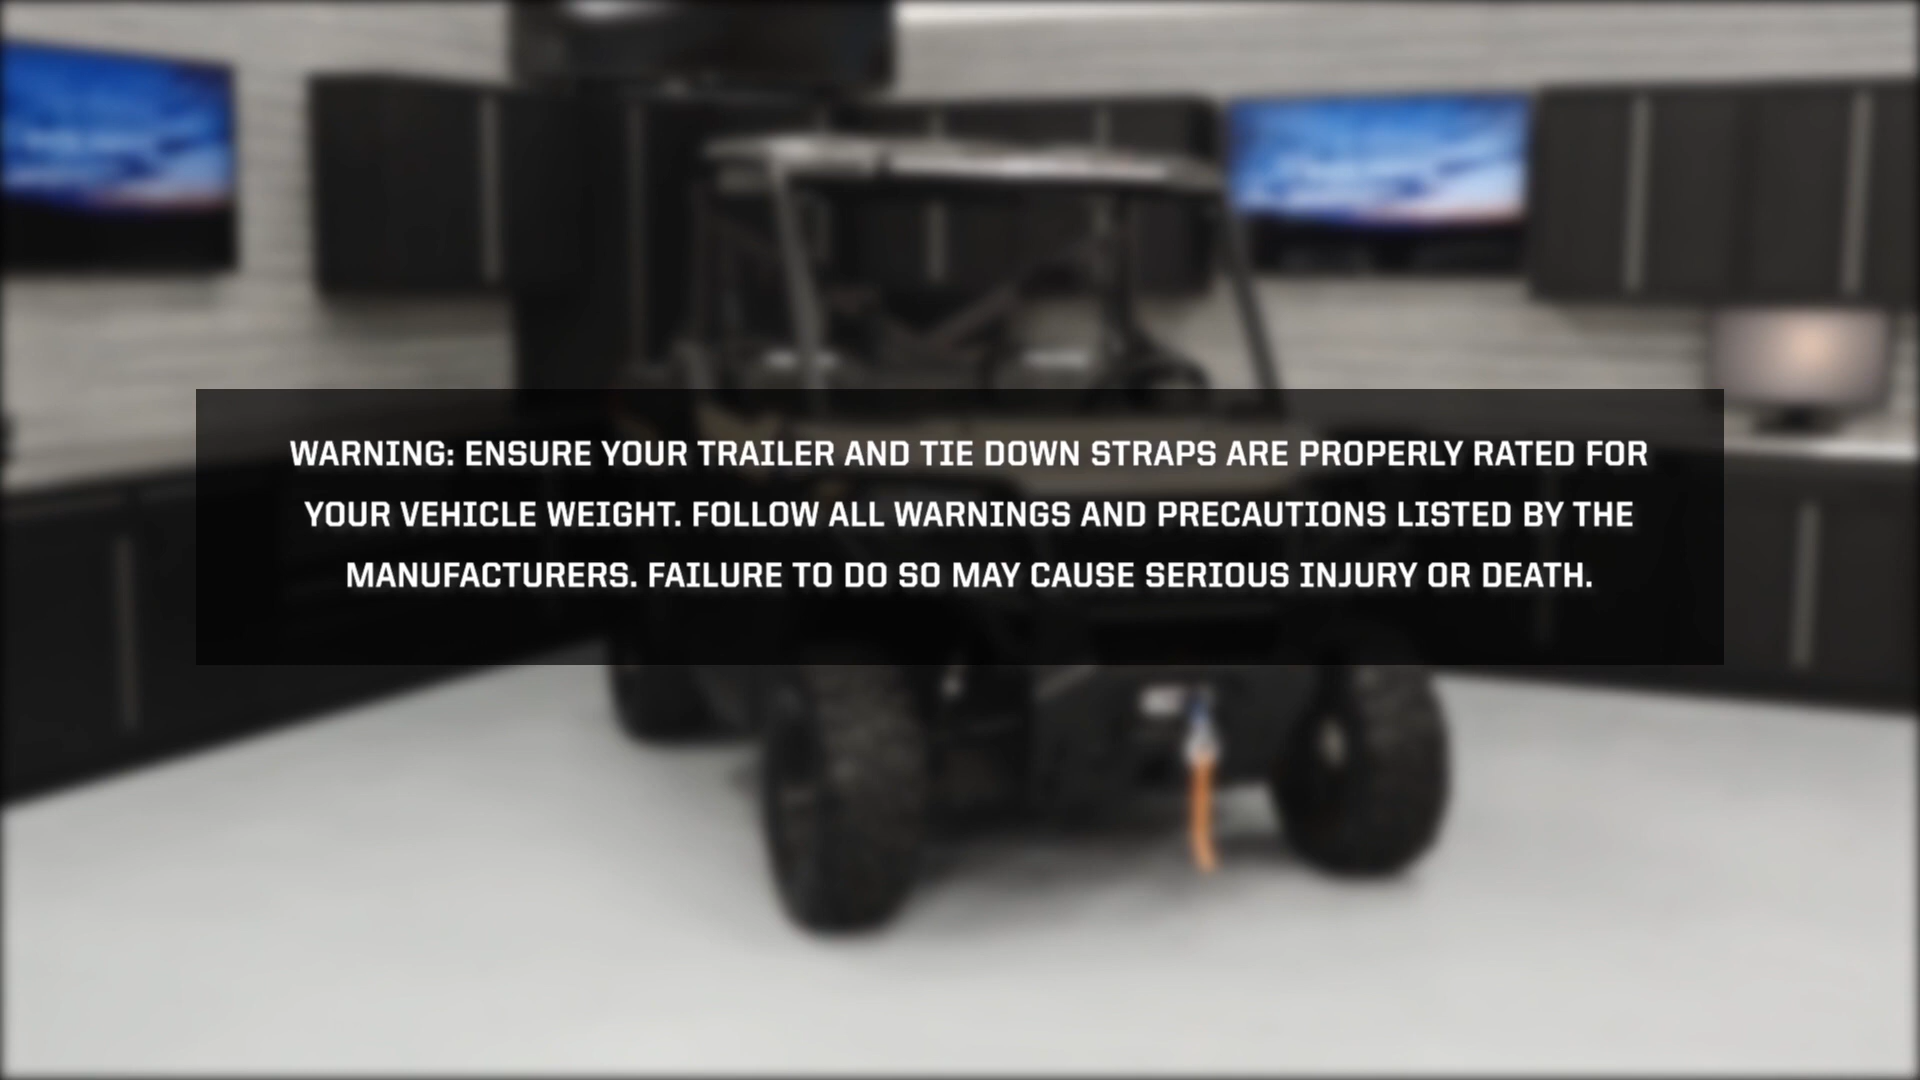 WARNING: ENSURE YOUR TRAILER AND TIE DOWN STRAPS ARE PROPERLY RATED FOR
YOUR VEHICLE WEIGHT. FOLLOW ALL WARNINGS AND PRECAUTIONS LISTED BY THE
MANUFACTURERS. FAILURE TO DO SO MAY CAUSE SERIOUS INJURY OR DEATH.